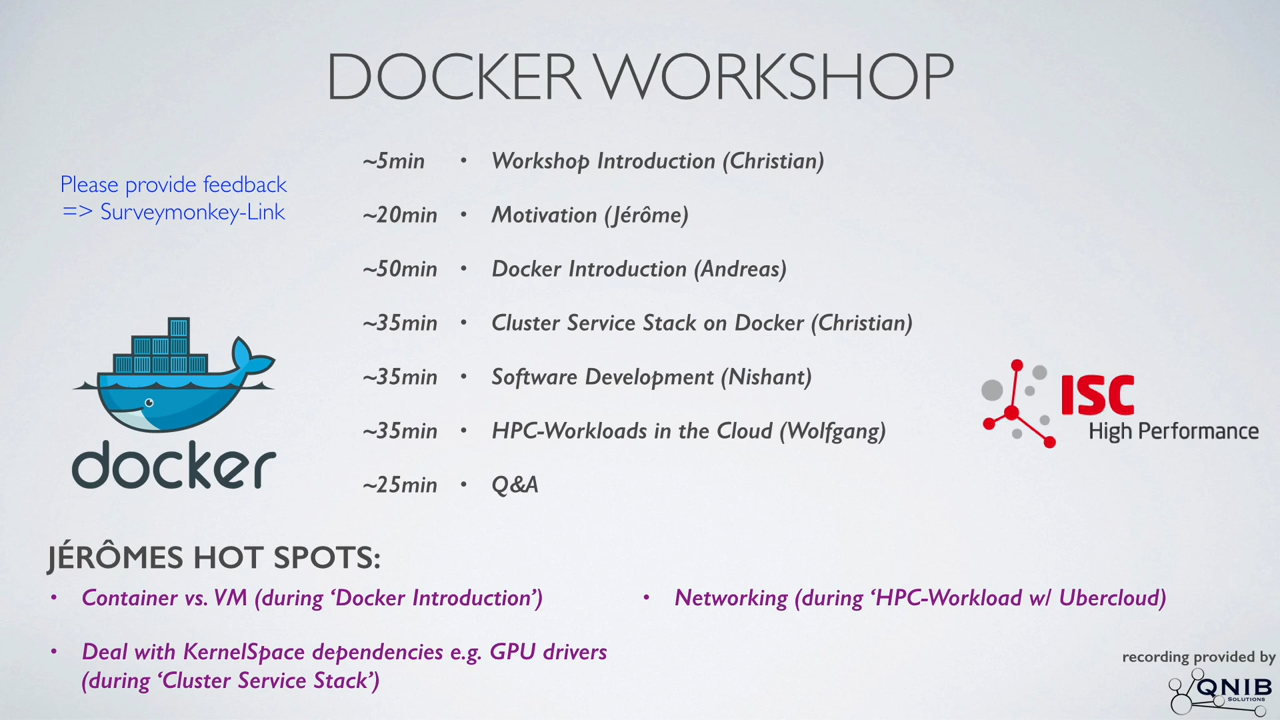 DOCKER WORKSHOP
Please provide feedback
=> Surveymonkey-Link
~5min • Workshop Introduction (Christian)
~20min • Motivation (Jérôme)
~50min • Docker Introduction (Andreas)
~35min • Cluster Service Stack on Docker (Christian)
~35min • Software Development (Nishant)
~35min • HPC-Workloads in the Cloud (Wolfgang)
~25min • Q&A
docker
ISC
High Performance
JÉRÔMES HOT SPOTS:
• Container vs. VM (during ‘Docker Introduction’)
• Deal with KernelSpace dependencies e.g. GPU drivers
(during ‘Cluster Service Stack’)
• Networking (during ‘HPC-Workload w/ Ubercloud)
recording provided by
QNIB
SOLUTIONS